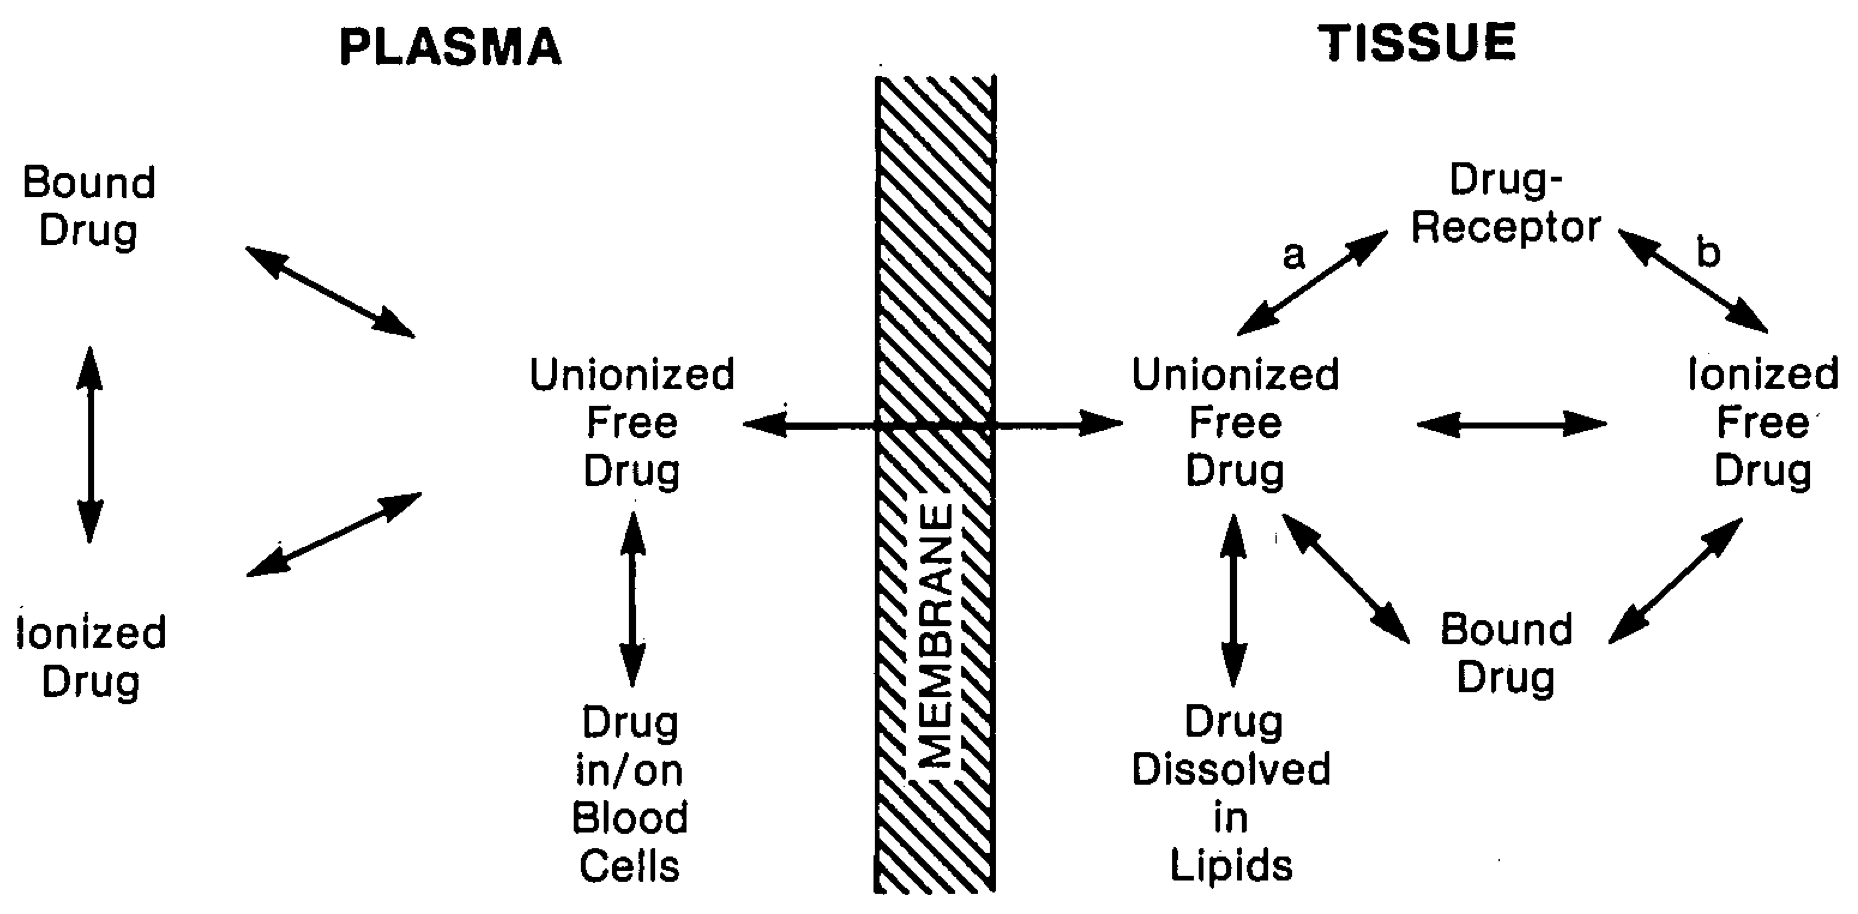 PLASMA
TISSUE
Bound
Drug
Ionized
Drug
Unionized
Free
Drug
Drug
in/on
Blood
Cells
MEMBRANE
Drug-
Receptor
a
b
Unionized
Free
Drug
Ionized
Free
Drug
Drug
Dissolved
in
Lipids
Bound
Drug